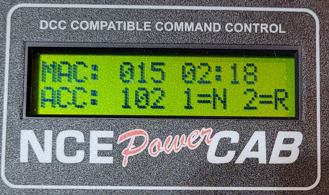 DCC COMPATIBLE COMMAND CONTROL
MAC: 015 02:18
ACC: 102 1=N 2=R
NCE Power CAB